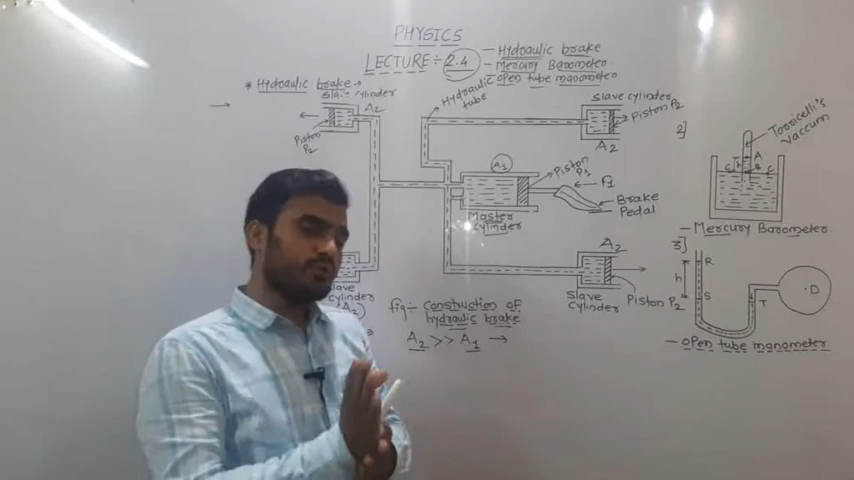 PHYSICS
LECTURE÷ 2.4
- Hydraulic brake
- Mercury Barometer
- Open tube manometer
* Hydraulic brake→
Slave cylinder
A2
Piston
P2
Hydraulic
tube
Slave cylinder
Piston P2
A2
A1
Piston
P1
F1
Brake
Pedal
Master
cylinder
A2
Slave
cylinder
Piston P2
Slave
cylinder
(A2)
fig÷ Construction of
hydraulic brake
A2 >> A1 →
2]
Torricelli's
vaccum
A
h
B
C
C
- Mercury Barometer
3]
R
h
S
T
.D
- Open tube manometer